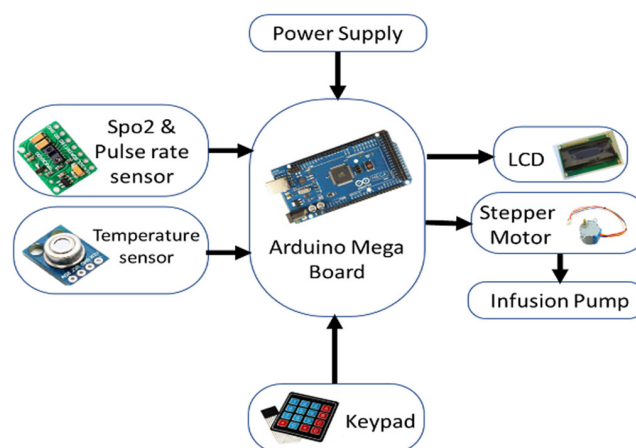 Power Supply
Spo2 &
Pulse rate
sensor
Temperature
sensor
Arduino Mega
Board
LCD
Stepper
Motor
Infusion Pump
Keypad